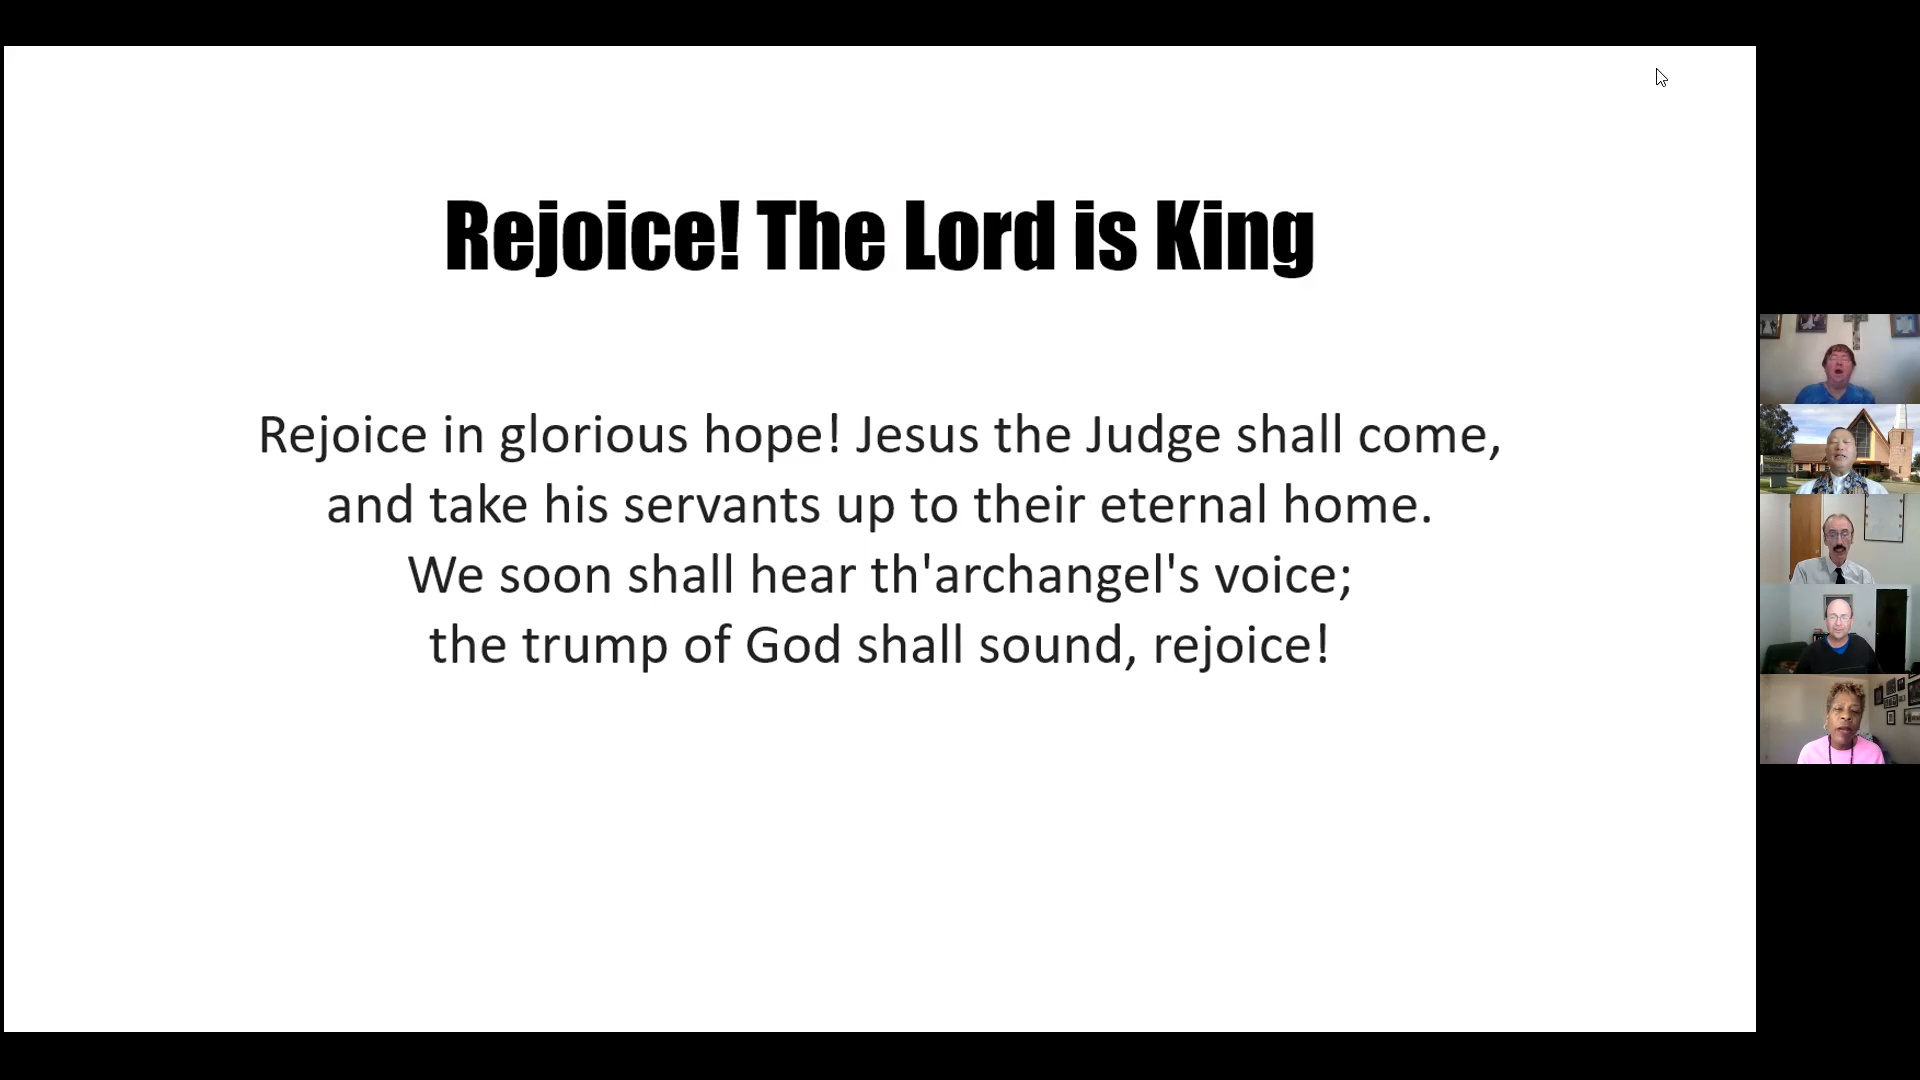 Rejoice! The Lord is King
Rejoice in glorious hope! Jesus the Judge shall come,
and take his servants up to their eternal home.
We soon shall hear th'archangel's voice;
the trump of God shall sound, rejoice!